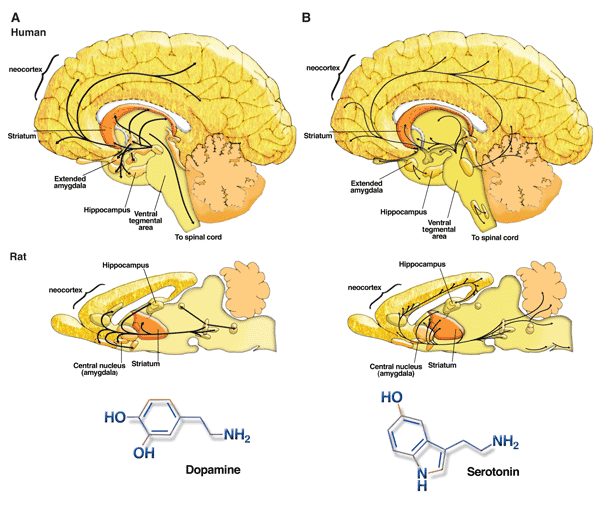 A
B
Human
neocortex
neocortex
Striatum
Striatum
Extended
amygdala
Extended
amygdala
Hippocampus
Hippocampus
Ventral
tegmental
area
Ventral
tegmental
area
To spinal cord
To spinal cord
Rat
Hippocampus
Hippocampus
neocortex
neocortex
Central nucleus
(amygdala)
Striatum
Central nucleus
(amygdala)
Striatum
HO
OH
NH2
Dopamine
HO
NH2
N
H
Serotonin